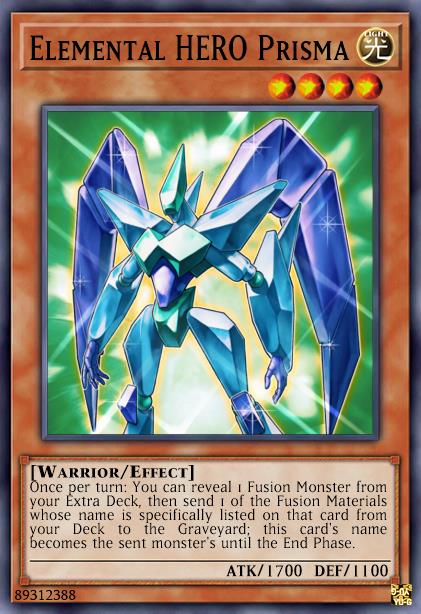 Elemental HERO Prisma
LIGHT
光
[Warrior/Effect]
Once per turn: You can reveal 1 Fusion Monster from
your Extra Deck, then send 1 of the Fusion Materials
whose name is specifically listed on that card from
your Deck to the Graveyard; this card's name
becomes the sent monster's until the End Phase.
ATK/1700 DEF/1100
89312388